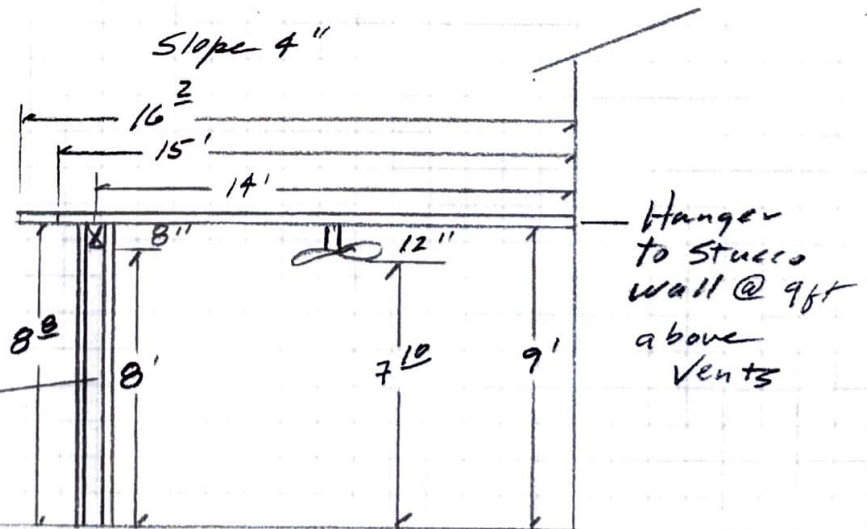 Slope 4"
16 2
15'
14'
8"
12"
8 8
8'
7 10
9'
Hanger
to Stucco
wall @ 9ft
above
Vents